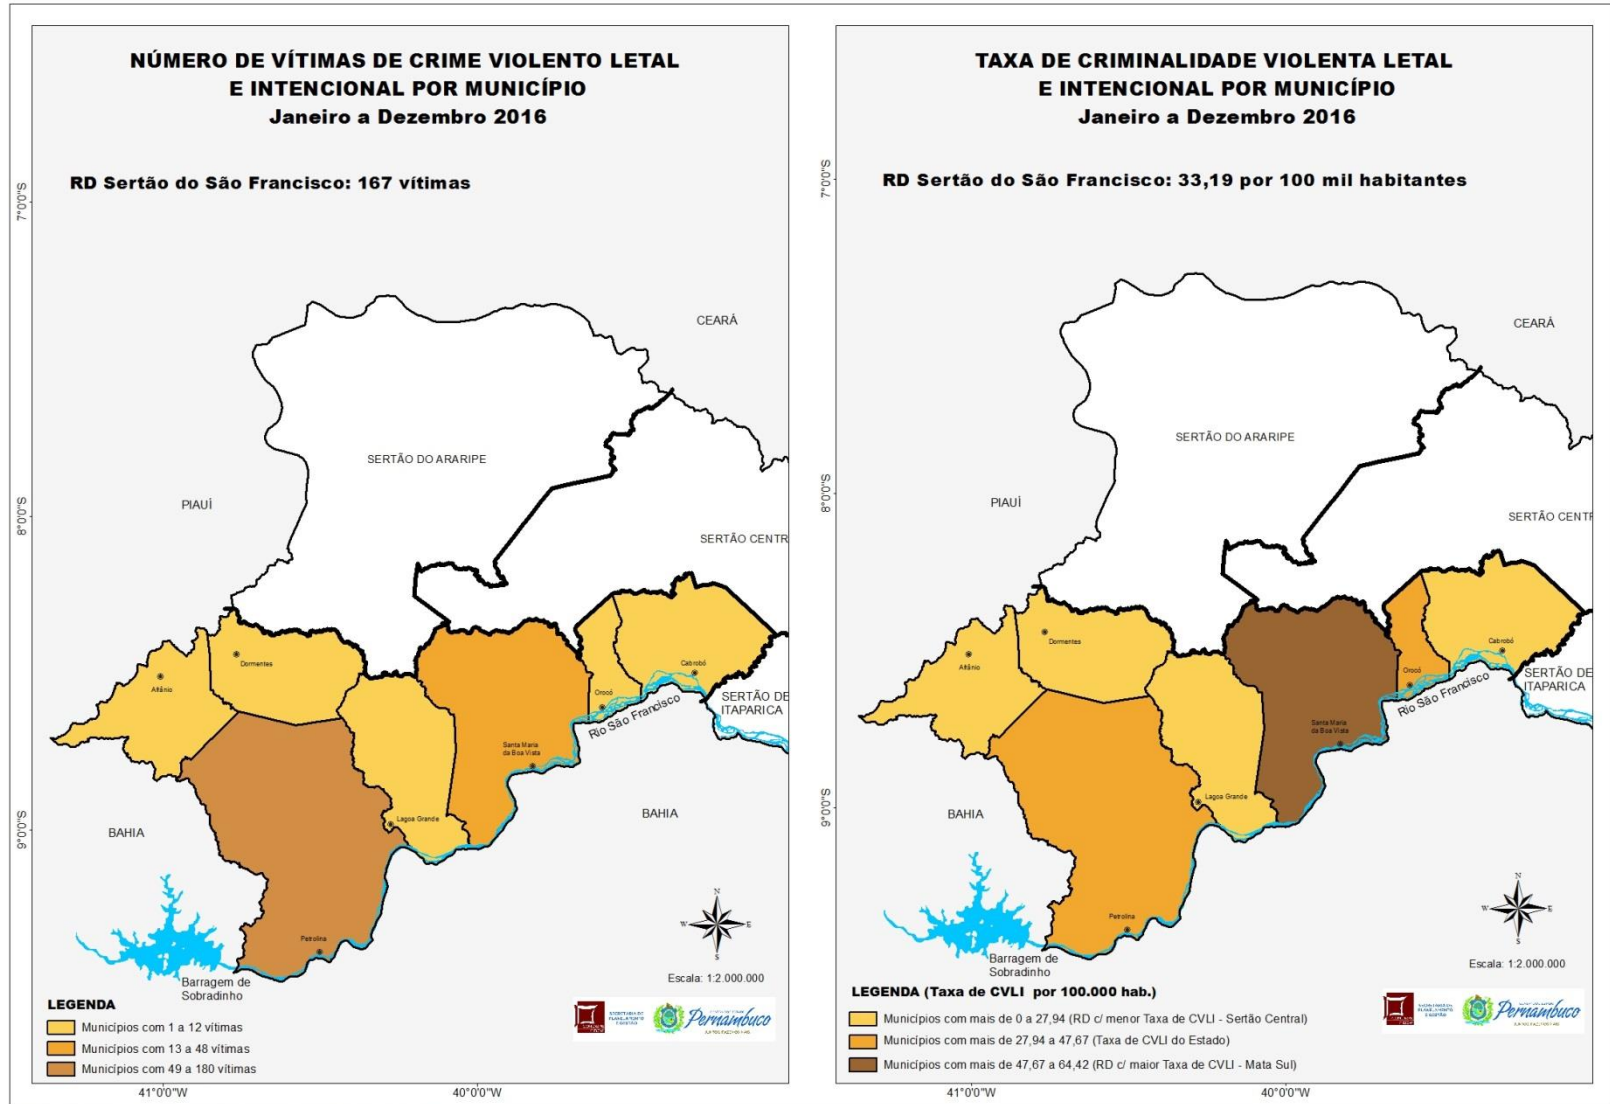 NÚMERO DE VÍTIMAS DE CRIME VIOLENTO LETAL
E INTENCIONAL POR MUNICÍPIO
Janeiro a Dezembro 2016
RD Sertão do São Francisco: 167 vítimas
7°0'0"S
8°0'0"S
9°0'0"S
CEARÁ
SERTÃO DO ARARIPE
PIAUÍ
SERTÃO CENTR
Dormentes
Afrânio
Cabrobó
Orocó
SERTÃO DE
ITAPARICA
Rio São Francisco
Santa Maria
da Boa Vista
Lagoa Grande
BAHIA
BAHIA
Petrolina
Barragem de
Sobradinho
N
W
E
S
Escala: 1:2.000.000
LEGENDA
Municípios com 1 a 12 vítimas
Municípios com 13 a 48 vítimas
Municípios com 49 a 180 vítimas
SECRETARIA DE
PLANEJAMENTO
E GESTÃO
Pernambuco
41°0'0"W
40°0'0"W
TAXA DE CRIMINALIDADE VIOLENTA LETAL
E INTENCIONAL POR MUNICÍPIO
Janeiro a Dezembro 2016
RD Sertão do São Francisco: 33,19 por 100 mil habitantes
7°0'0"S
8°0'0"S
9°0'0"S
CEARÁ
SERTÃO DO ARARIPE
PIAUÍ
SERTÃO CENTR
Dormentes
Afrânio
Cabrobó
Orocó
SERTÃO DE
ITAPARICA
Rio São Francisco
Santa Maria
da Boa Vista
Lagoa Grande
BAHIA
BAHIA
Petrolina
Barragem de
Sobradinho
N
W
E
S
Escala: 1:2.000.000
LEGENDA (Taxa de CVLI por 100.000 hab.)
Municípios com mais de 0 a 27,94 (RD c/ menor Taxa de CVLI - Sertão Central)
Municípios com mais de 27,94 a 47,67 (Taxa de CVLI do Estado)
Municípios com mais de 47,67 a 64,42 (RD c/ maior Taxa de CVLI - Mata Sul)
SECRETARIA DE
PLANEJAMENTO
E GESTÃO
Pernambuco
41°0'0"W
40°0'0"W